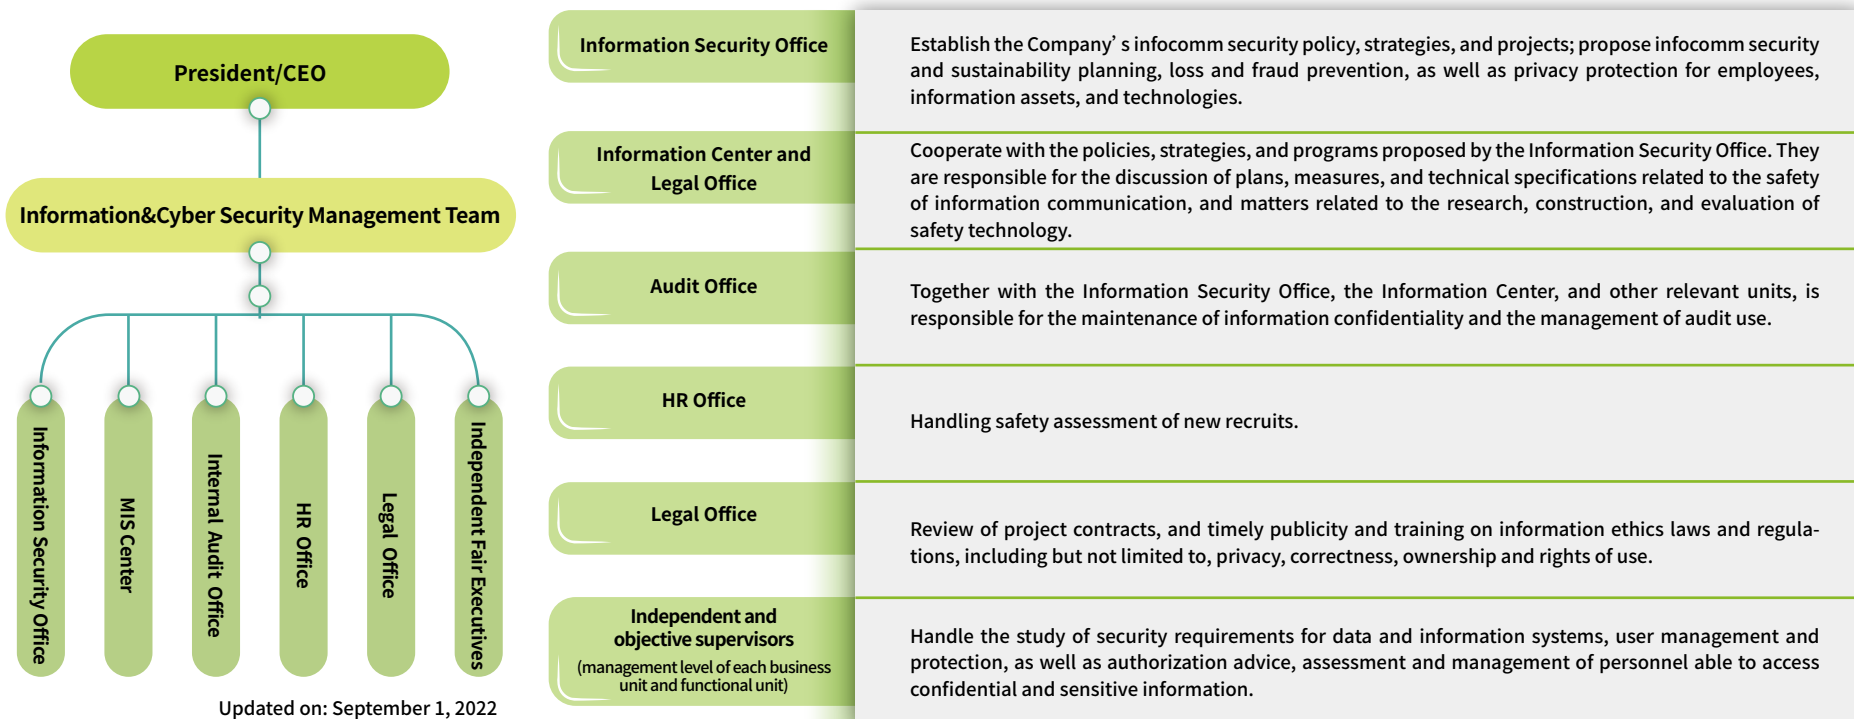 President/CEO
Information&Cyber Security Management Team
Information Security Office
MIS Center
Internal Audit Office
HR Office
Legal Office
Independent Fair Executives
Updated on: September 1, 2022
Information Security Office
Establish the Company’s infocomm security policy, strategies, and projects; propose infocomm security
and sustainability planning, loss and fraud prevention, as well as privacy protection for employees,
information assets, and technologies.
Information Center and
Legal Office
Cooperate with the policies, strategies, and programs proposed by the Information Security Office. They
are responsible for the discussion of plans, measures, and technical specifications related to the safety
of information communication, and matters related to the research, construction, and evaluation of
safety technology.
Audit Office
Together with the Information Security Office, the Information Center, and other relevant units, is
responsible for the maintenance of information confidentiality and the management of audit use.
HR Office
Handling safety assessment of new recruits.
Legal Office
Review of project contracts, and timely publicity and training on information ethics laws and regula-
tions, including but not limited to, privacy, correctness, ownership and rights of use.
Independent and
objective supervisors
(management level of each business
unit and functional unit)
Handle the study of security requirements for data and information systems, user management and
protection, as well as authorization advice, assessment and management of personnel able to access
confidential and sensitive information.